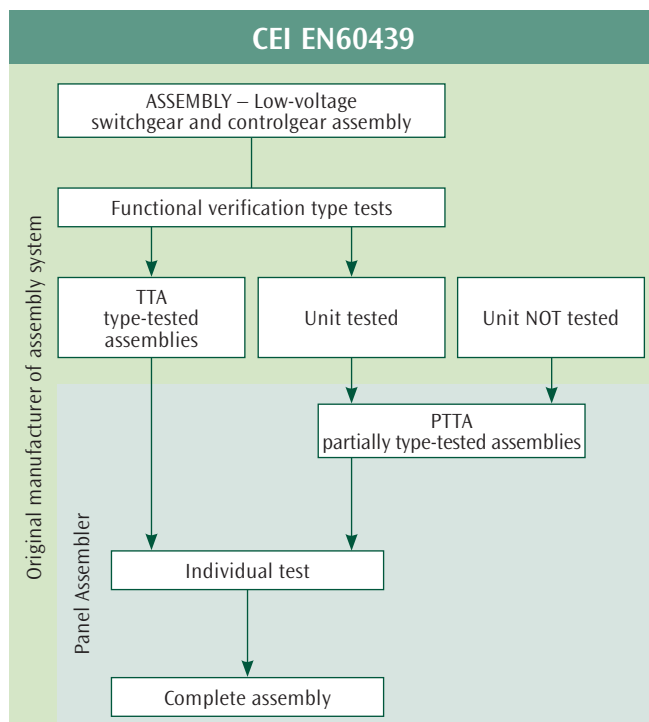 CEI EN60439
ASSEMBLY – Low-voltage
switchgear and controlgear assembly
Functional verification type tests
TTA
type-tested
assemblies
Unit tested
Unit NOT tested
PTTA
partially type-tested assemblies
Individual test
Complete assembly
Original manufacturer of assembly system
Panel Assembler